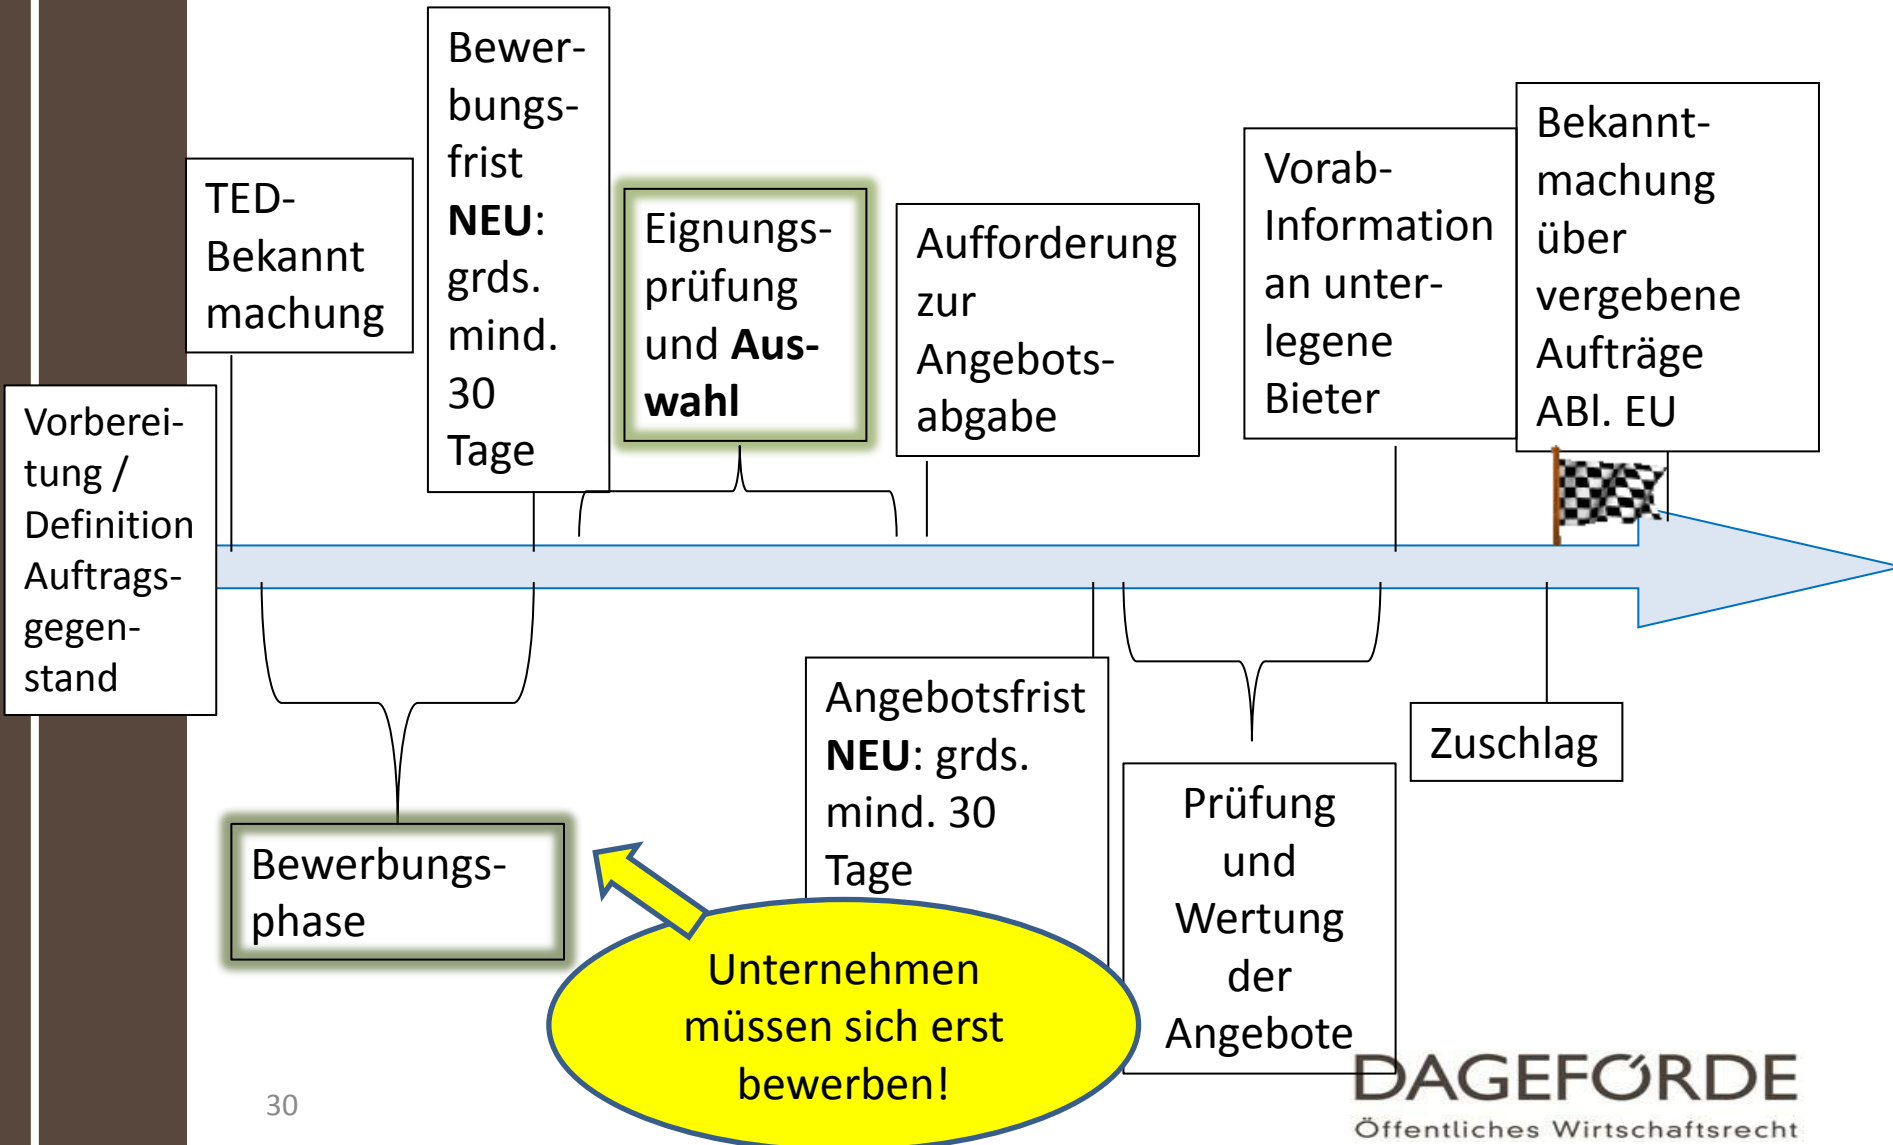 Vorberei-
tung /
Definition
Auftrags-
gegen-
stand
TED-
Bekannt
machung
Bewer-
bungs-
frist
NEU:
grds.
mind.
30
Tage
Eignungs-
prüfung
und Aus-
wahl
Aufforderung
zur
Angebots-
abgabe
Vorab-
Information
an unter-
legene
Bieter
Bekannt-
machung
über
vergebene
Aufträge
ABl. EU
Bewerbungs-
phase
Unternehmen
müssen sich erst
bewerben!
Angebotsfrist
NEU: grds.
mind. 30
Tage
Prüfung
und
Wertung
der
Angebote
Zuschlag
30
DAGEFÖRDE
Öffentliches Wirtschaftsrecht